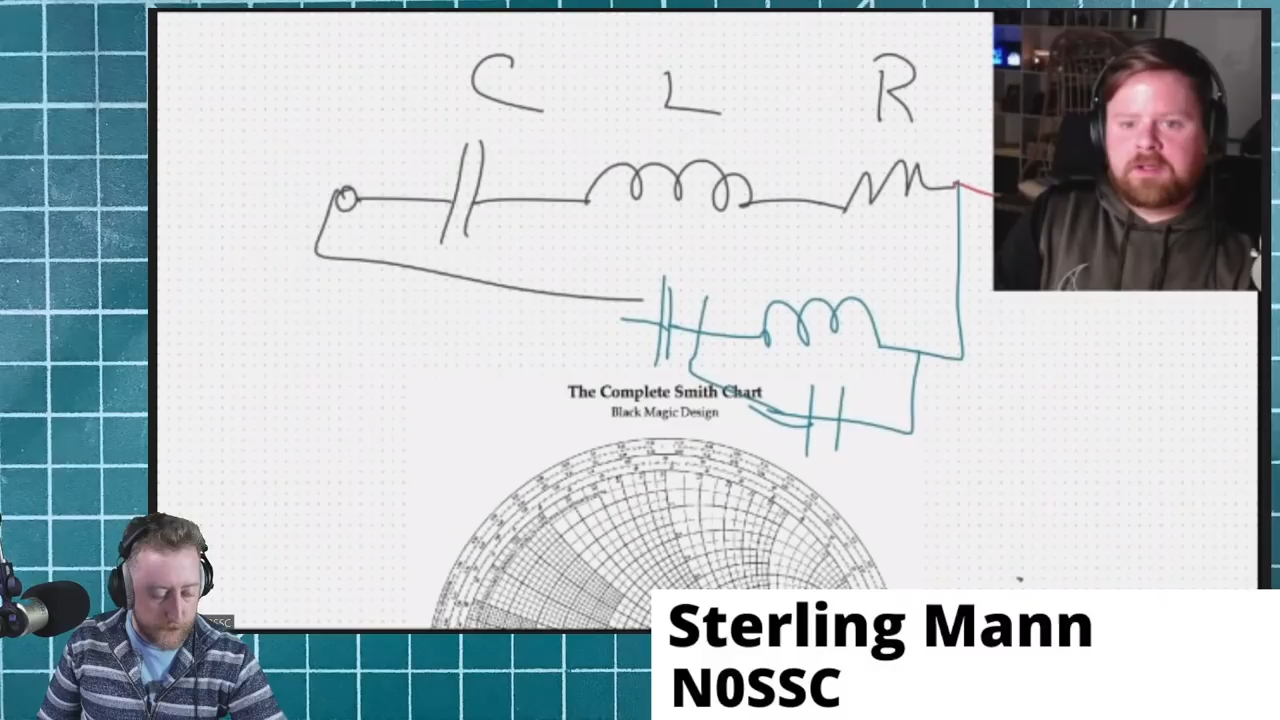 C L R
The Complete Smith Chart
Black Magic Design
Sterling Mann
N0SSC